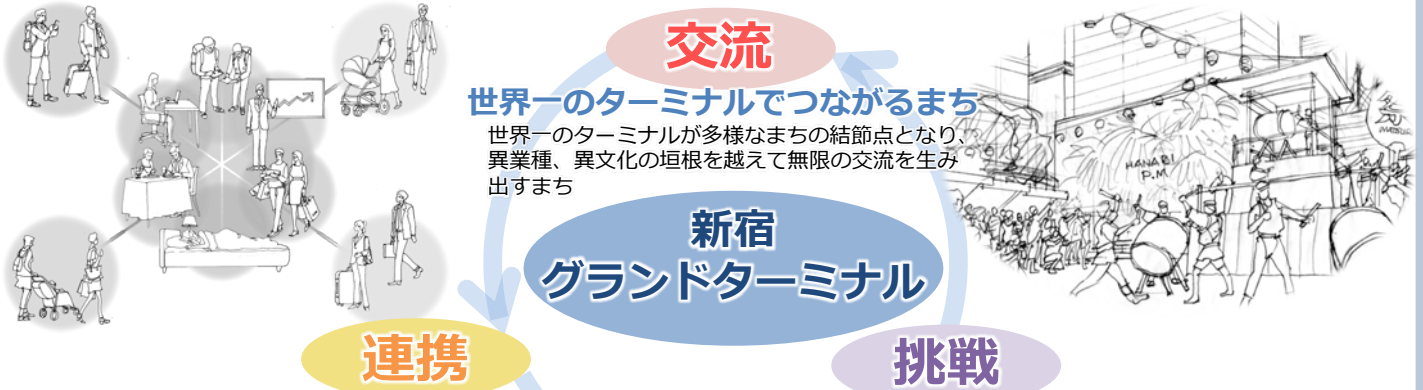 交流
世界一のターミナルでつながるまち
世界一のターミナルが多様なまちの結節点となり、
異業種、異文化の垣根を越えて無限の交流を生み
出すまち
HANABI
P.M
新宿
グランドターミナル
連携
挑戦